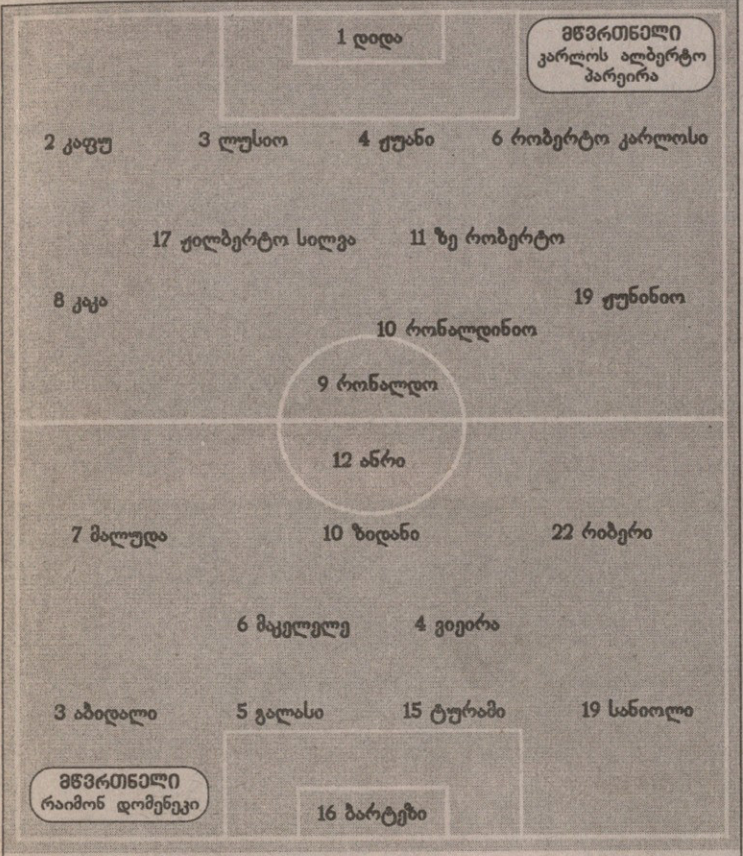 1 დიდა
მწვრთნელი
კარლოს ალბერტო
პარეირა
2 კაფუ 3 ლუსიო 4 ჟუანი 6 რობერტო კარლოსი
17 ჟილბერტო სილვა 11 ზე რობერტო
8 კაკა 19 ჟუნინიო
10 რონალდინიო
9 რონალდო
12 ანრი
7 მალუდა 10 ზიდანი 22 რიბერი
6 მაკელელე 4 ვიეირა
3 აბიდალი 5 გალასი 15 ტურამი 19 სანიოლი
მწვრთნელი
რაიმონ დომენეკი
16 ბარტეზი